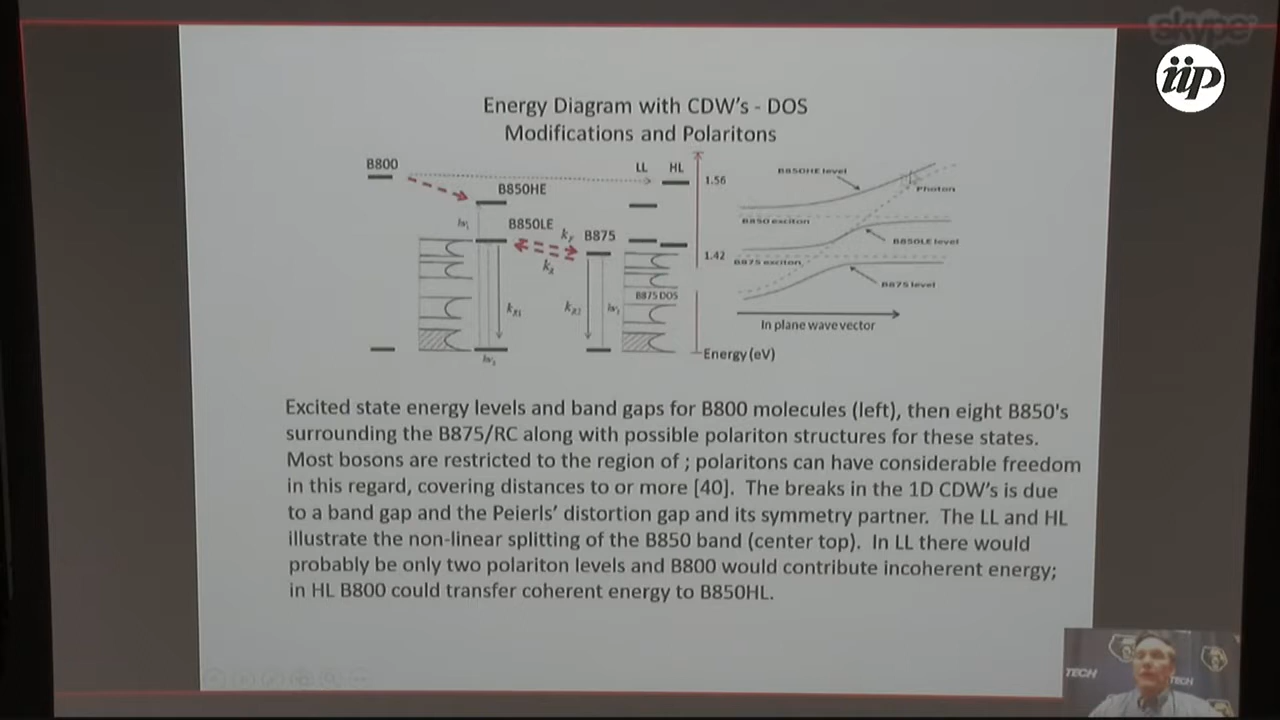 skype
iip
Energy Diagram with CDW's - DOS
Modifications and Polaritons
B800
LL
HL
B850HE
1.56
B850HE level
Photon
B850LE
B875
B850 exciton
B850LE level
1.42
B875 exciton
B875 DOS
B875 level
In plane wave vector
Energy (eV)
Excited state energy levels and band gaps for B800 molecules (left), then eight B850's
surrounding the B875/RC along with possible polariton structures for these states.
Most bosons are restricted to the region of ; polaritons can have considerable freedom
in this regard, covering distances to or more [40]. The breaks in the 1D CDW's is due
to a band gap and the Peierls' distortion gap and its symmetry partner. The LL and HL
illustrate the non-linear splitting of the B850 band (center top). In LL there would
probably be only two polariton levels and B800 would contribute incoherent energy;
in HL B800 could transfer coherent energy to B850HL.
TECH
TECH